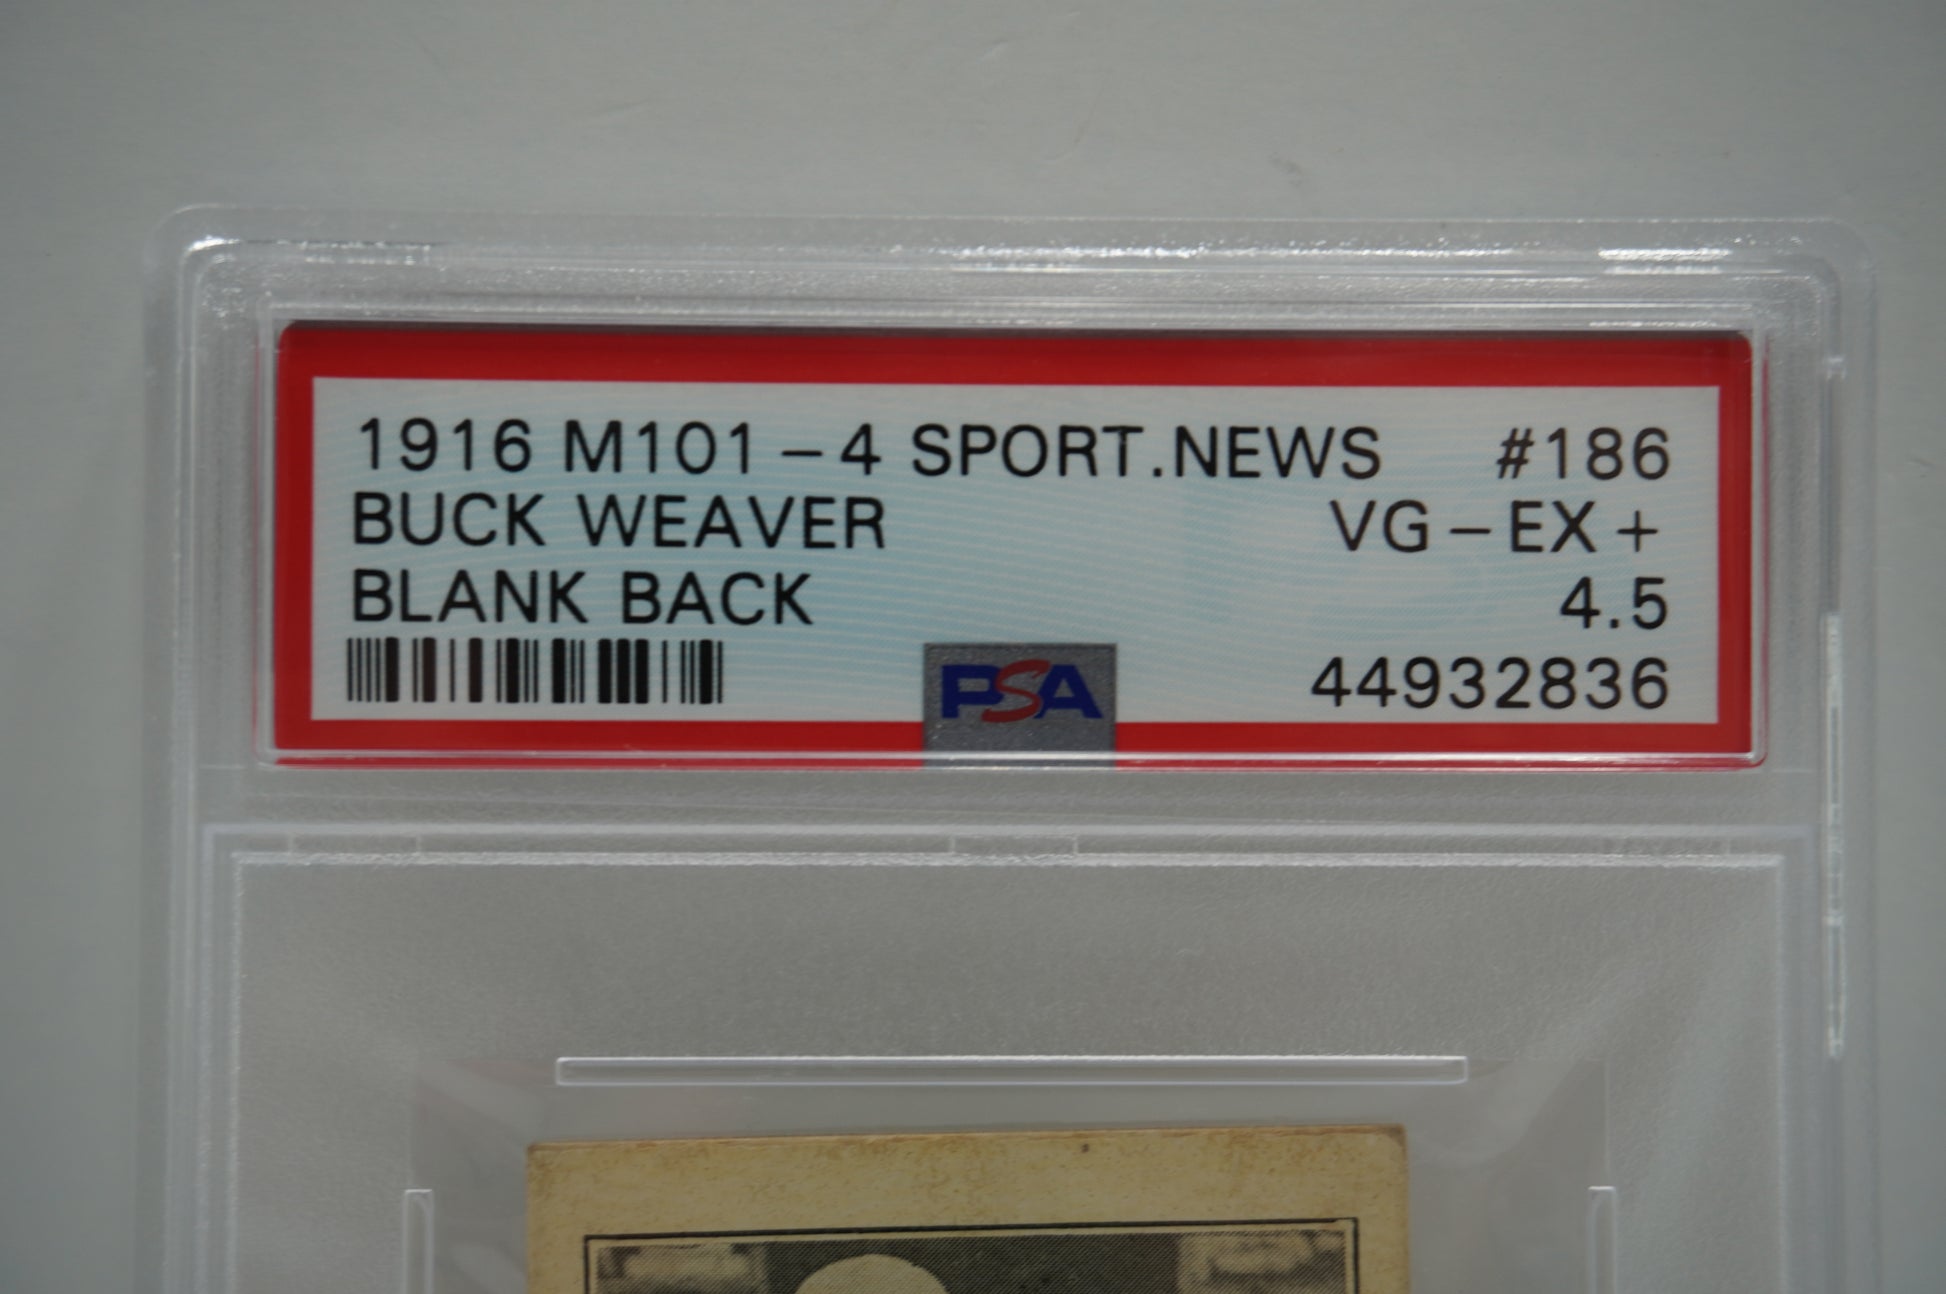 1916 M101-4 SPORT.NEWS #186
BUCK WEAVER VG-EX+
BLANK BACK 4.5
PSA 44932836